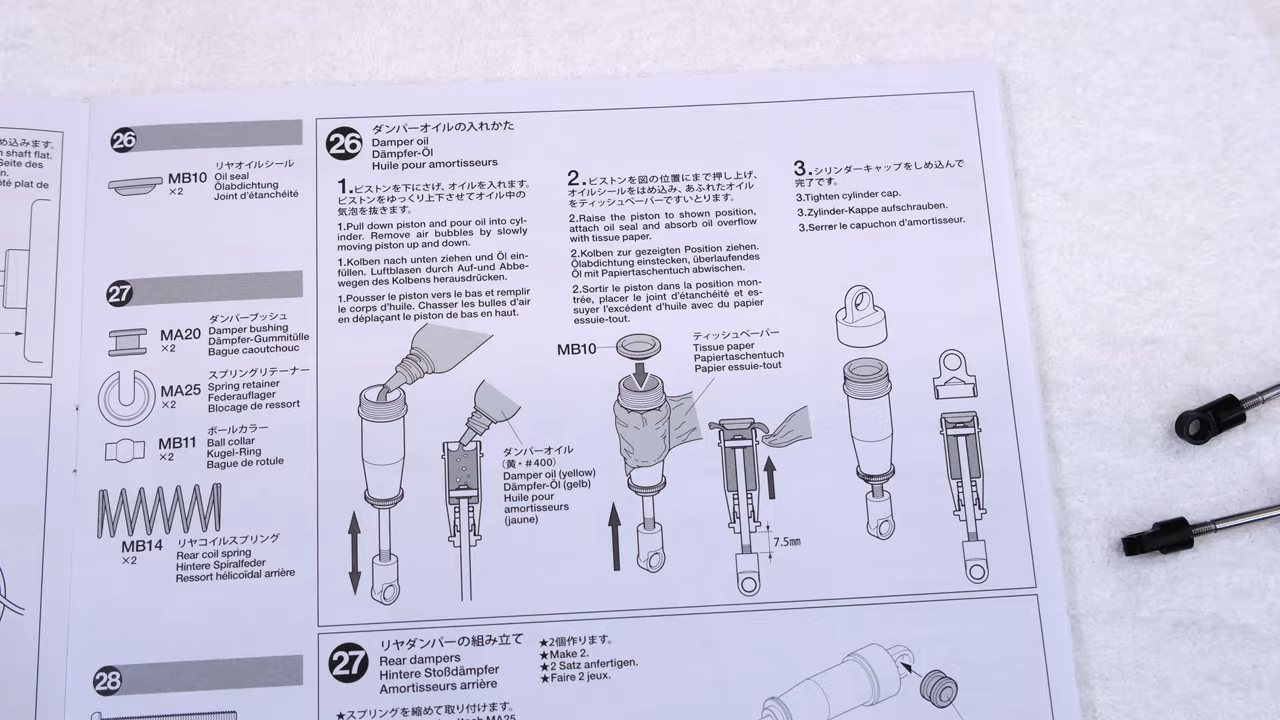 め込みます。
n shaft flat.
Seite des
été plat de
26
MB10
×2
リヤオイルシール
Oil seal
Ölabdichtung
Joint d'étanchéité
27
MA20
×2
ダンパーブッシュ
Damper bushing
Dämpfer-Gummitülle
Bague caoutchouc
MA25
×2
スプリングリテーナー
Spring retainer
Federauflager
Blocage de ressort
MB11
×2
ボールカラー
Ball collar
Kugel-Ring
Bague de rotule
MB14
×2
リヤコイルスプリング
Rear coil spring
Hintere Spiralfeder
Ressort hélicoïdal arrière
28
26
ダンパーオイルの入れかた
Damper oil
Dämpfer-Öl
Huile pour amortisseurs
1.ピストンを下にさげ、オイルを入れます。
ピストンをゆっくり上下させてオイル中の
気泡を抜きます。
1.Pull down piston and pour oil into cyl-
inder. Remove air bubbles by slowly
moving piston up and down.
1.Kolben nach unten ziehen und Öl ein-
füllen. Luftblasen durch Auf-und Abbe-
wegen des Kolbens herausdrücken.
1.Pousser le piston vers le bas et remplir
le corps d'huile. Chasser les bulles d'air
en déplaçant le piston de bas en haut.
2.ピストンを図の位置にまで押し上げ、
オイルシールをはめ込み、あふれたオイル
をティッシュペーパーですいとります。
2.Raise the piston to shown position,
attach oil seal and absorb oil overflow
with tissue paper.
2.Kolben zur gezeigten Position ziehen.
Ölabdichtung einstecken, überlaufendes
Öl mit Papiertaschentuch abwischen.
2.Sortir le piston dans la position mon-
trée, placer le joint d'étanchéité et es-
suyer l'excédent d'huile avec du papier
essuie-tout.
3.シリンダーキャップをしめ込んで
完了です。
3.Tighten cylinder cap.
3.Zylinder-Kappe aufschrauben.
3.Serrer le capuchon d'amortisseur.
MB10
ティッシュペーパー
Tissue paper
Papiertaschentuch
Papier essuie-tout
ダンパーオイル
(黄・#400)
Damper oil (yellow)
Dämpfer-Öl (gelb)
Huile pour
amortisseurs
(jaune)
7.5mm
27
リヤダンパーの組み立て
Rear dampers
Hintere Stoßdämpfer
Amortisseurs arrière
★2個作ります。
★Make 2.
★2 Satz anfertigen.
★Faire 2 jeux.
★スプリングを縮めて取り付けます。
MA25